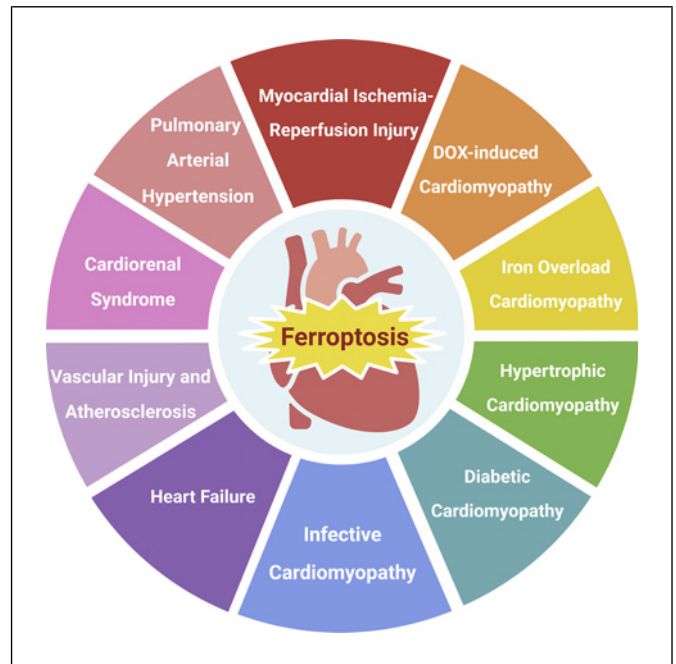 Myocardial Ischemia-
Reperfusion Injury
DOX-induced
Cardiomyopathy
Iron Overload
Cardiomyopathy
Hypertrophic
Cardiomyopathy
Diabetic
Cardiomyopathy
Infective
Cardiomyopathy
Heart Failure
Vascular Injury and
Atherosclerosis
Cardiorenal
Syndrome
Pulmonary
Arterial
Hypertension
Ferroptosis